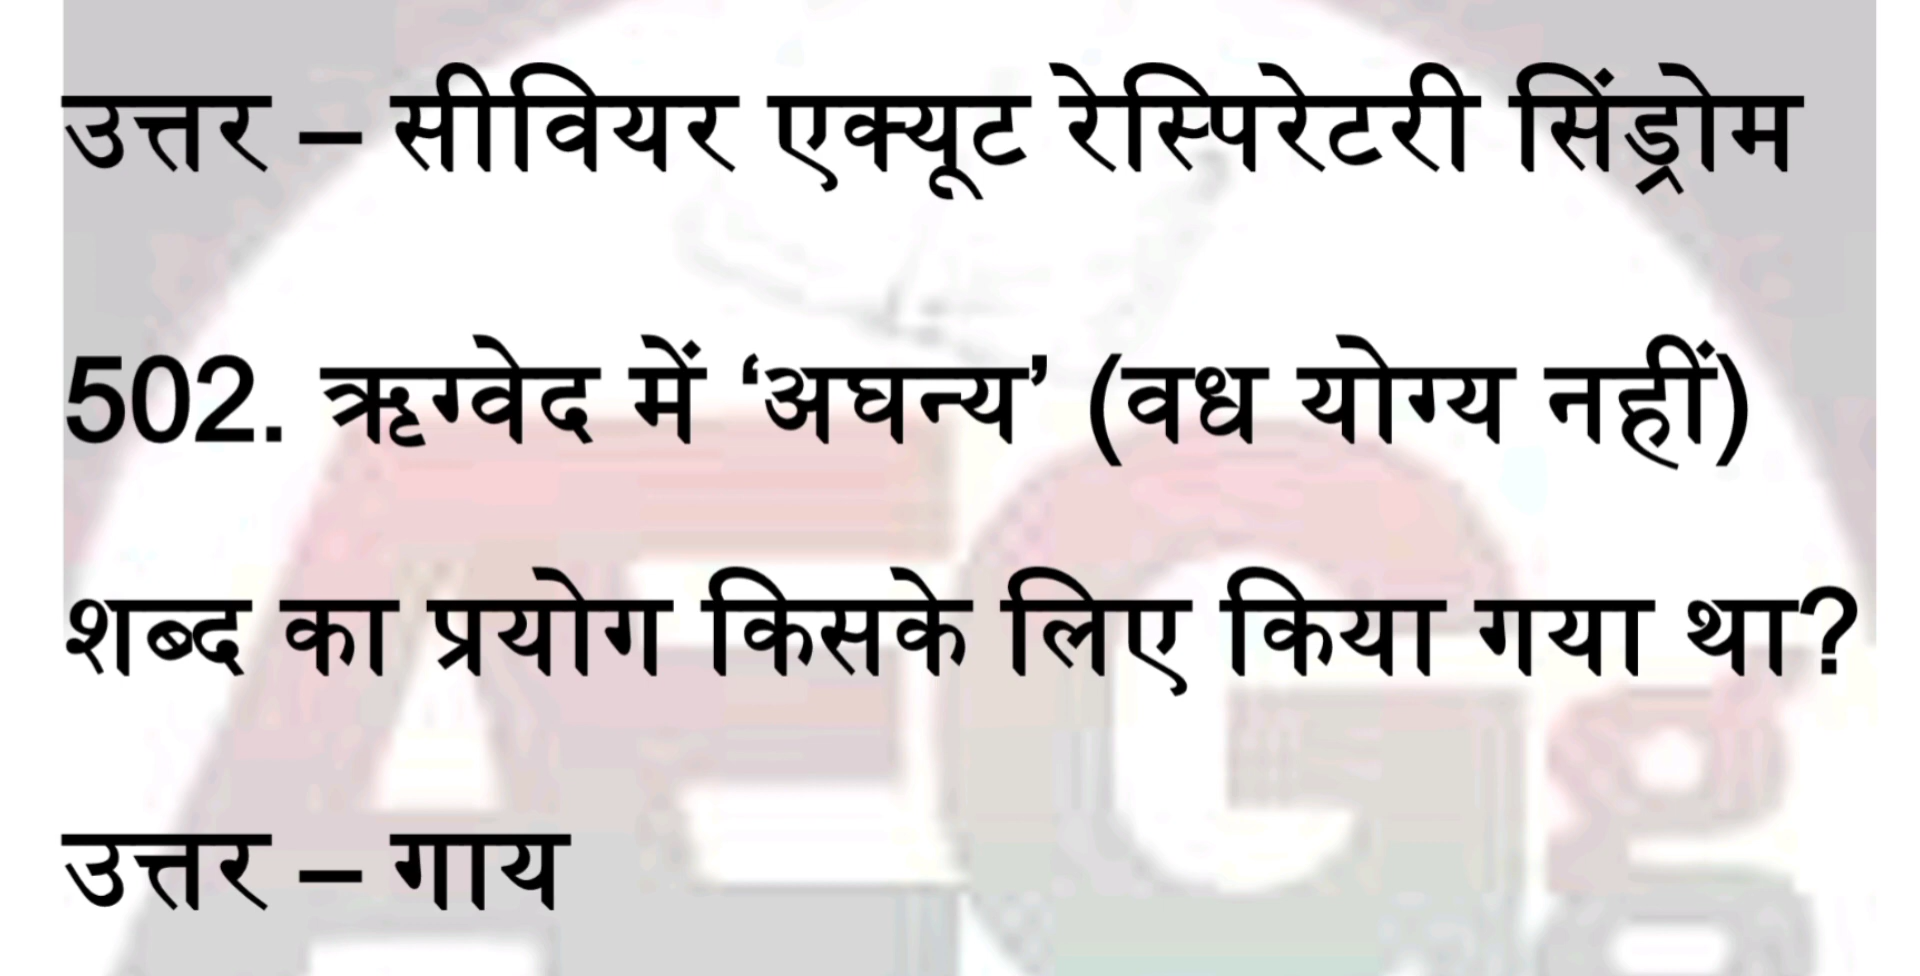 उत्तर – सीवियर एक्यूट रेस्पिरेटरी सिंड्रोम
502. ऋग्वेद में ‘अघन्य’ (वध योग्य नहीं)
शब्द का प्रयोग किसके लिए किया गया था?
उत्तर – गाय